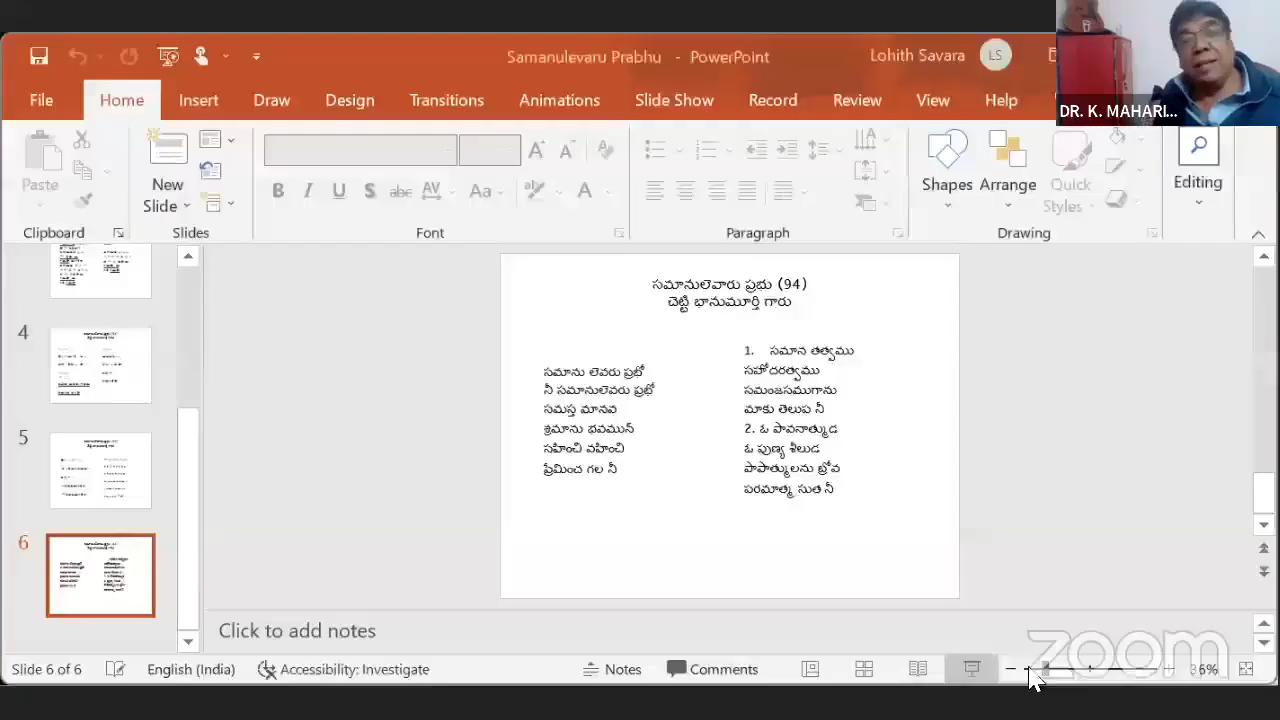 Samanulevaru Prabhu - PowerPoint
Lohith Savara
LS
DR. K. MAHARI...
File Home Insert Draw Design Transitions Animations Slide Show Record Review View Help
Paste
New
Slide
Aa
Shapes
Arrange
Quick
Styles
Editing
Clipboard
Slides
Font
Paragraph
Drawing
4
5
6
సమానులెవారు ప్రభు (94)
చెట్టి భానుమూర్తి గారు
సమాను లెవరు ప్రభో
నీ సమానులెవరు ప్రభో
సమస్త మానవ
శ్రమాను భవమున్
సహించి వహించి
ప్రేమించ గల నీ
1. సమాన తత్వము
సహోదరత్వము
సమంజసముగాను
మాకు తెలుప నీ
2. ఓ పావనాత్ముడ
ఓ పుణ్య శీలుడ
పాపాత్ములను బ్రోవ
పరమాత్మ సుత నీ
Click to add notes
zoom
Slide 6 of 6
English (India)
Accessibility: Investigate
Notes
Comments
36%